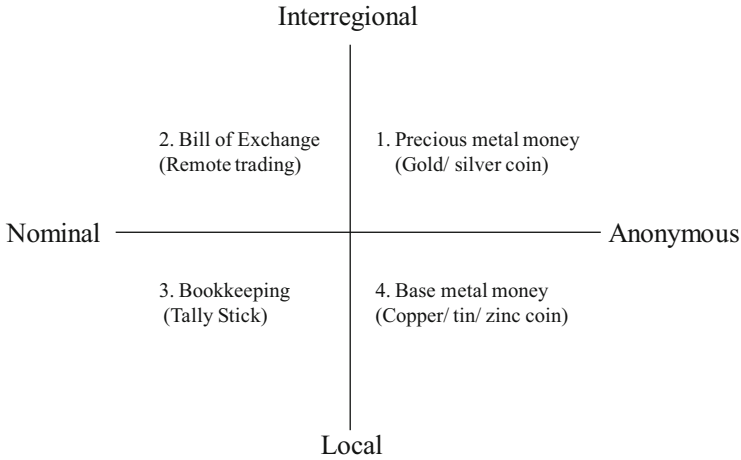 Interregional
2. Bill of Exchange
(Remote trading)
1. Precious metal money
(Gold/ silver coin)
Nominal
Anonymous
3. Bookkeeping
(Tally Stick)
4. Base metal money
(Copper/ tin/ zinc coin)
Local